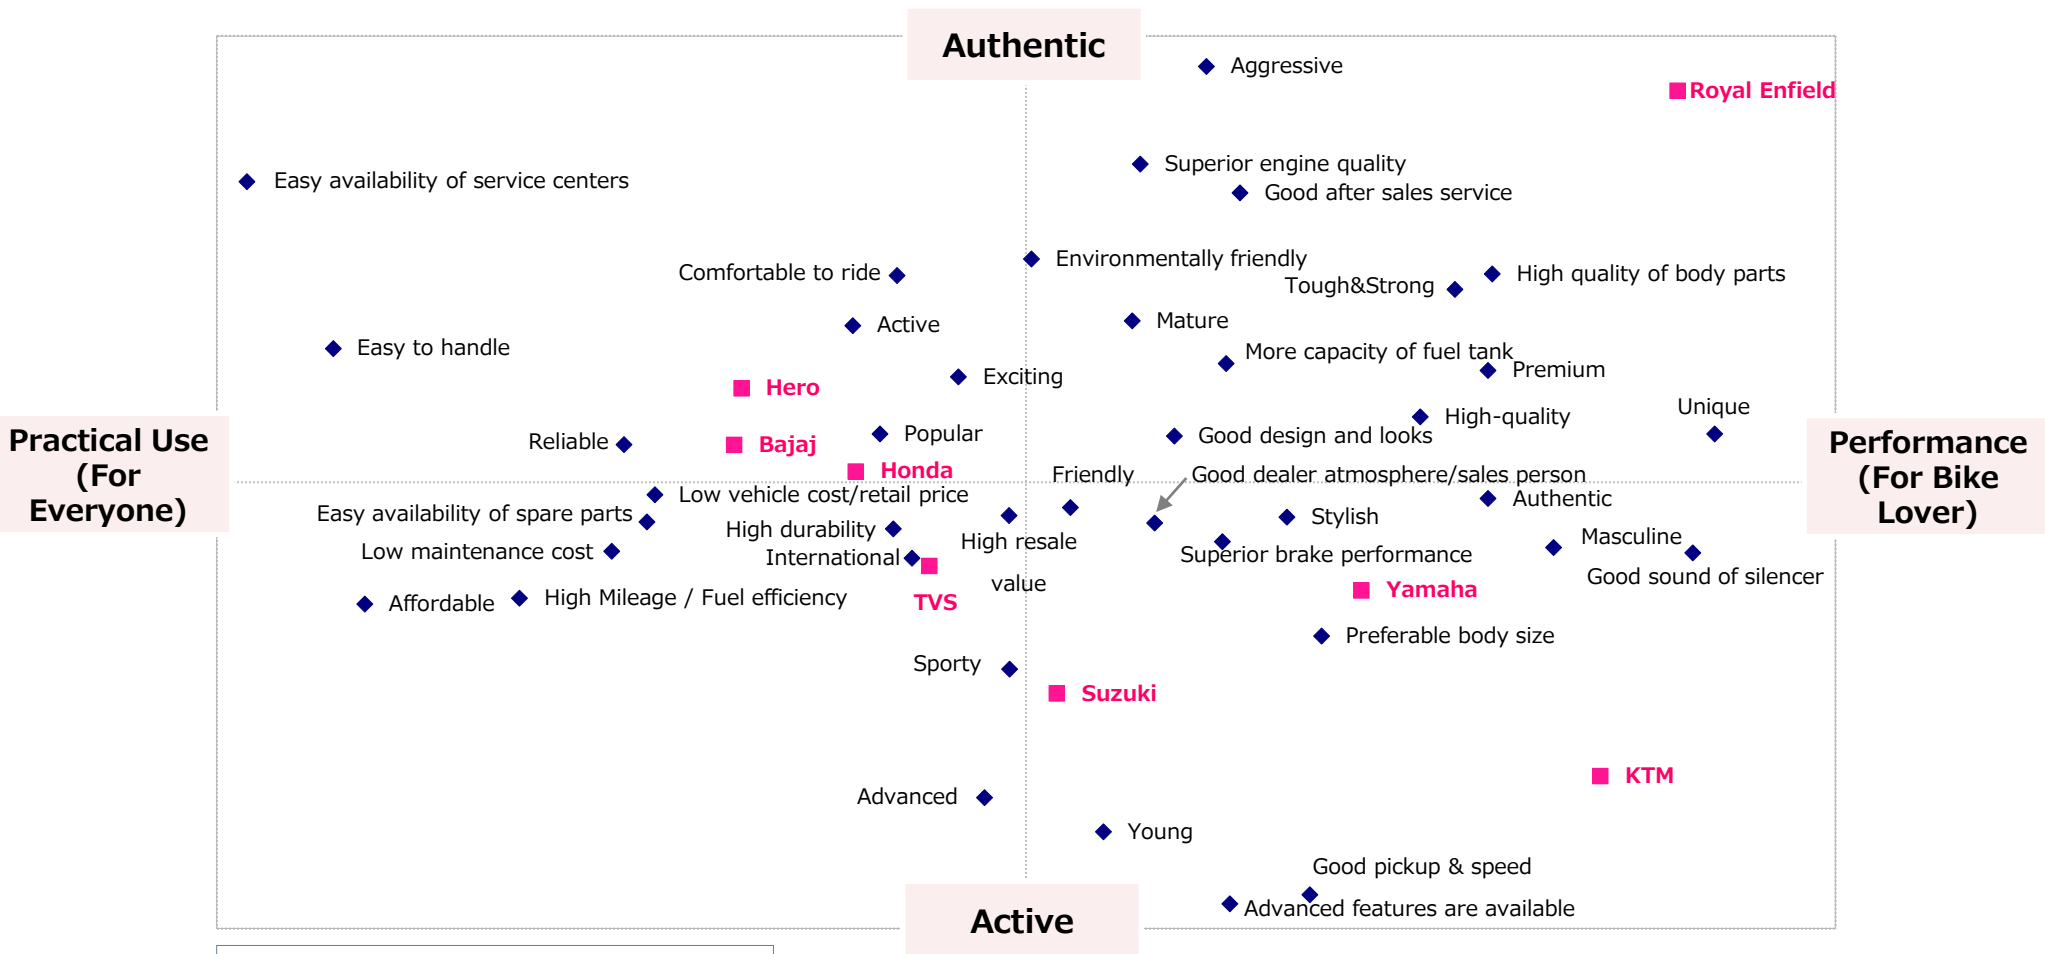 Authentic
Aggressive
Royal Enfield
Superior engine quality
Easy availability of service centers
Good after sales service
Environmentally friendly
Comfortable to ride
High quality of body parts
Tough&Strong
Active
Mature
Easy to handle
More capacity of fuel tank
Premium
Exciting
Hero
Unique
High-quality
Popular
Good design and looks
Reliable
Bajaj
Practical Use
(For
Everyone)
Performance
(For Bike
Lover)
Honda
Friendly
Good dealer atmosphere/sales person
Low vehicle cost/retail price
Authentic
Easy availability of spare parts
Stylish
High durability
Masculine
High resale
value
Low maintenance cost
International
Superior brake performance
Good sound of silencer
Yamaha
Affordable
High Mileage / Fuel efficiency
TVS
Preferable body size
Sporty
Suzuki
KTM
Advanced
Young
Good pickup & speed
Advanced features are available
Active